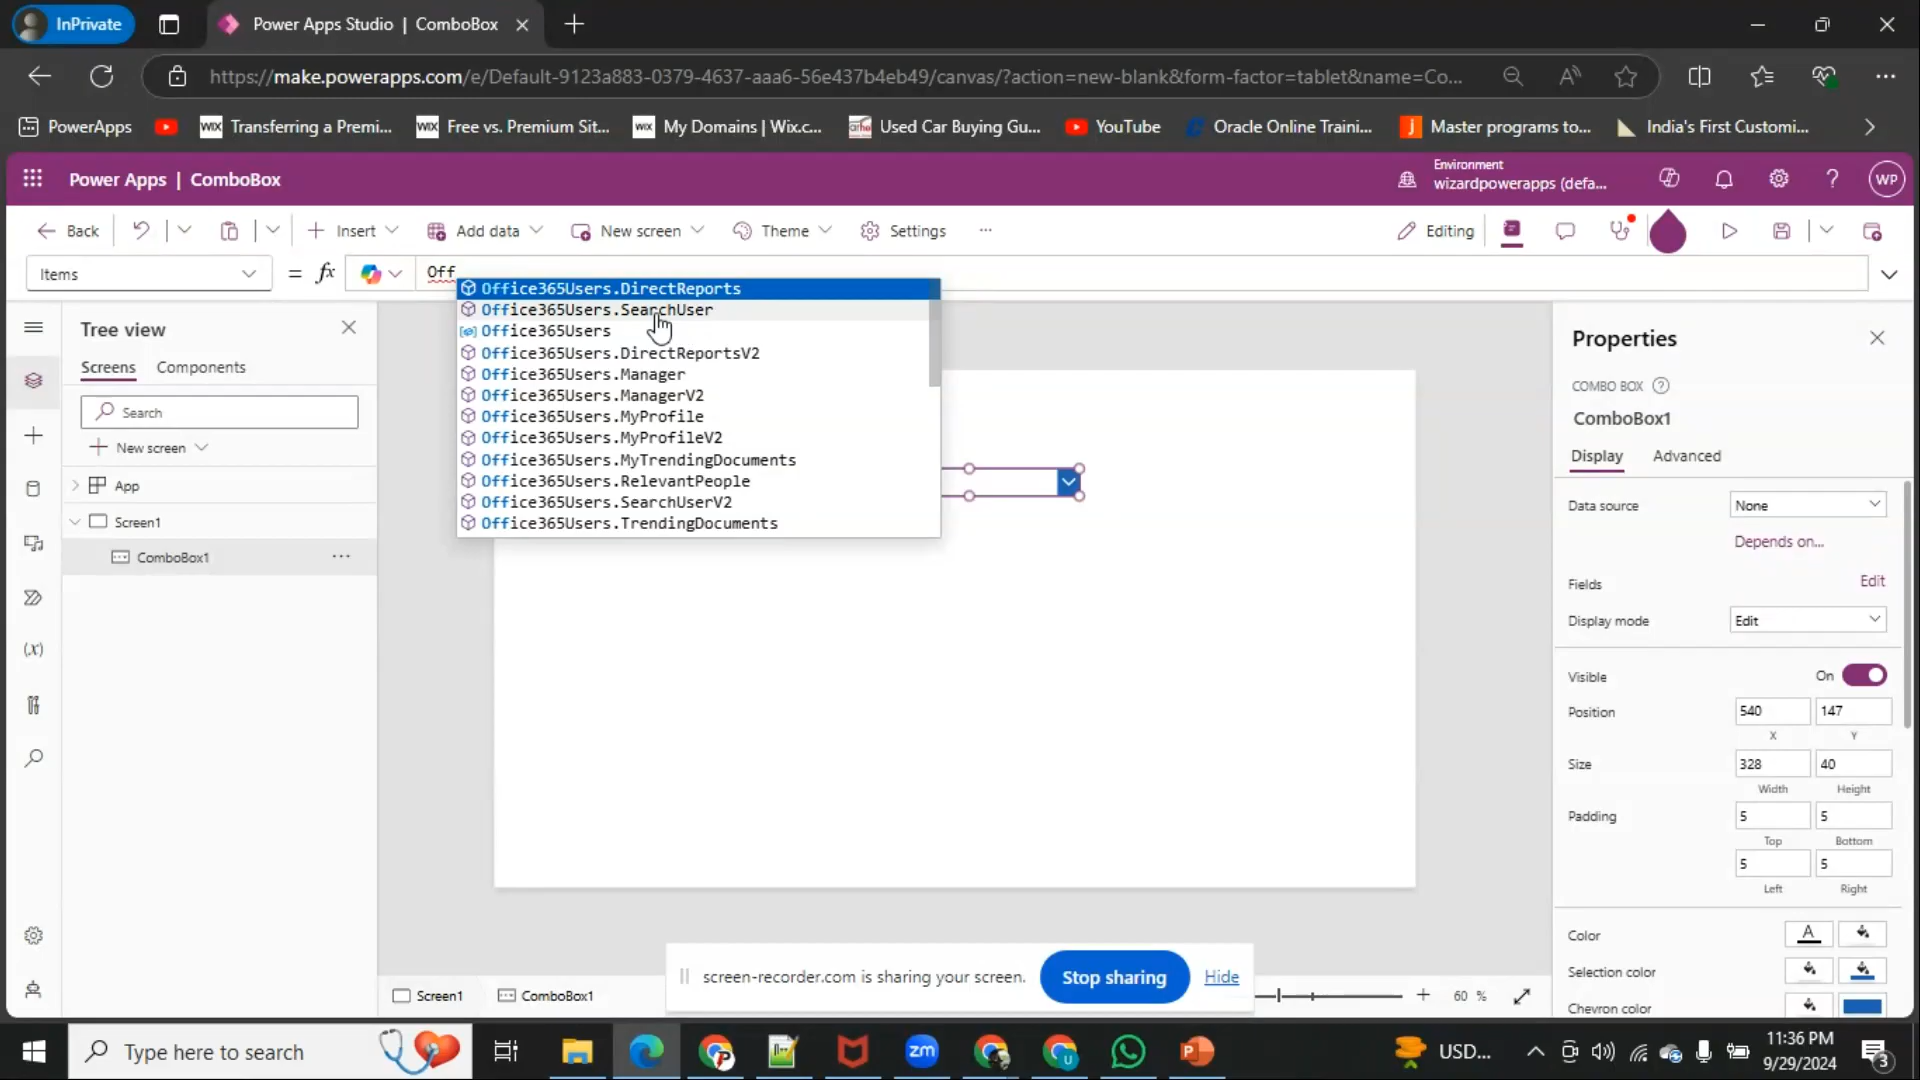 InPrivate
Power Apps Studio | ComboBox
https://make.powerapps.com/e/Default-9123a883-0379-4637-aaa6-56e437b4eb49/canvas/?action=new-blank&form-factor=tablet&name=Co...
PowerApps
WIX Transferring a Premi...
WIX Free vs. Premium Sit...
WIX My Domains | Wix.c...
Used Car Buying Gu...
YouTube
Oracle Online Traini...
Master programs to...
India's First Customi...
Power Apps | ComboBox
Environment
wizardpowerapps (defa...
WP
Back
Insert
Add data
New screen
Theme
Settings
...
Editing
Items
= fx
Off
Office365Users.DirectReports
Office365Users.SearchUser
Office365Users
Office365Users.DirectReportsV2
Office365Users.Manager
Office365Users.ManagerV2
Office365Users.MyProfile
Office365Users.MyProfileV2
Office365Users.MyTrendingDocuments
Office365Users.RelevantPeople
Office365Users.SearchUserV2
Office365Users.TrendingDocuments
Tree view
Screens
Components
Search
New screen
App
Screen1
ComboBox1
...
Properties
COMBO BOX
ComboBox1
Display
Advanced
Data source
None
Depends on...
Fields
Edit
Display mode
Edit
Visible
On
Position
540
147
X
Y
Size
328
40
Width
Height
Padding
5
5
Top
Bottom
5
5
Left
Right
Color
Selection color
Chevron color
screen-recorder.com is sharing your screen.
Stop sharing
Hide
Screen1
ComboBox1
60 %
Type here to search
zm
USD...
11:36 PM
9/29/2024
3